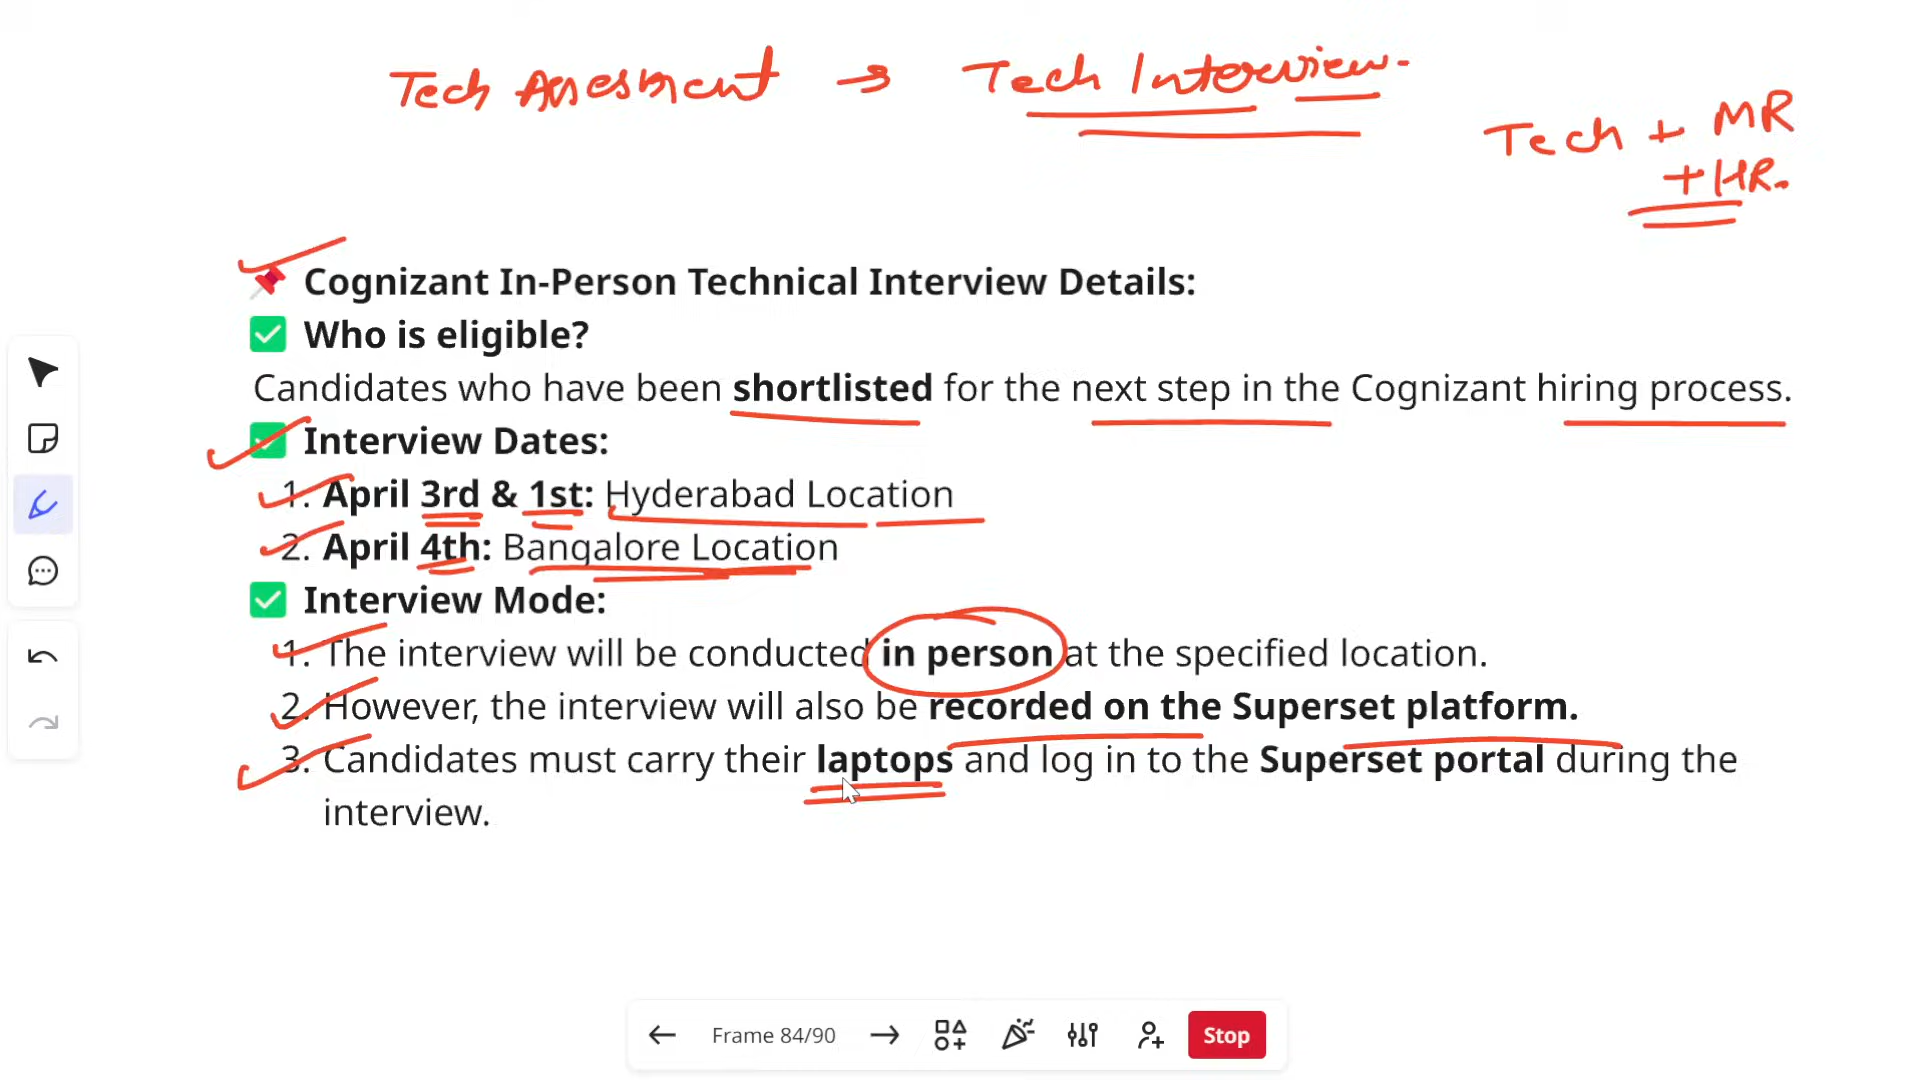 Tech Assesment → Tech Interview.
Tech + MR
+ HR.
📌 Cognizant In-Person Technical Interview Details:
✅ Who is eligible?
Candidates who have been shortlisted for the next step in the Cognizant hiring process.
✅ Interview Dates:
1. April 3rd & 1st: Hyderabad Location
2. April 4th: Bangalore Location
✅ Interview Mode:
1. The interview will be conducted in person at the specified location.
2. However, the interview will also be recorded on the Superset platform.
3. Candidates must carry their laptops and log in to the Superset portal during the
interview.
Frame 84/90
Stop